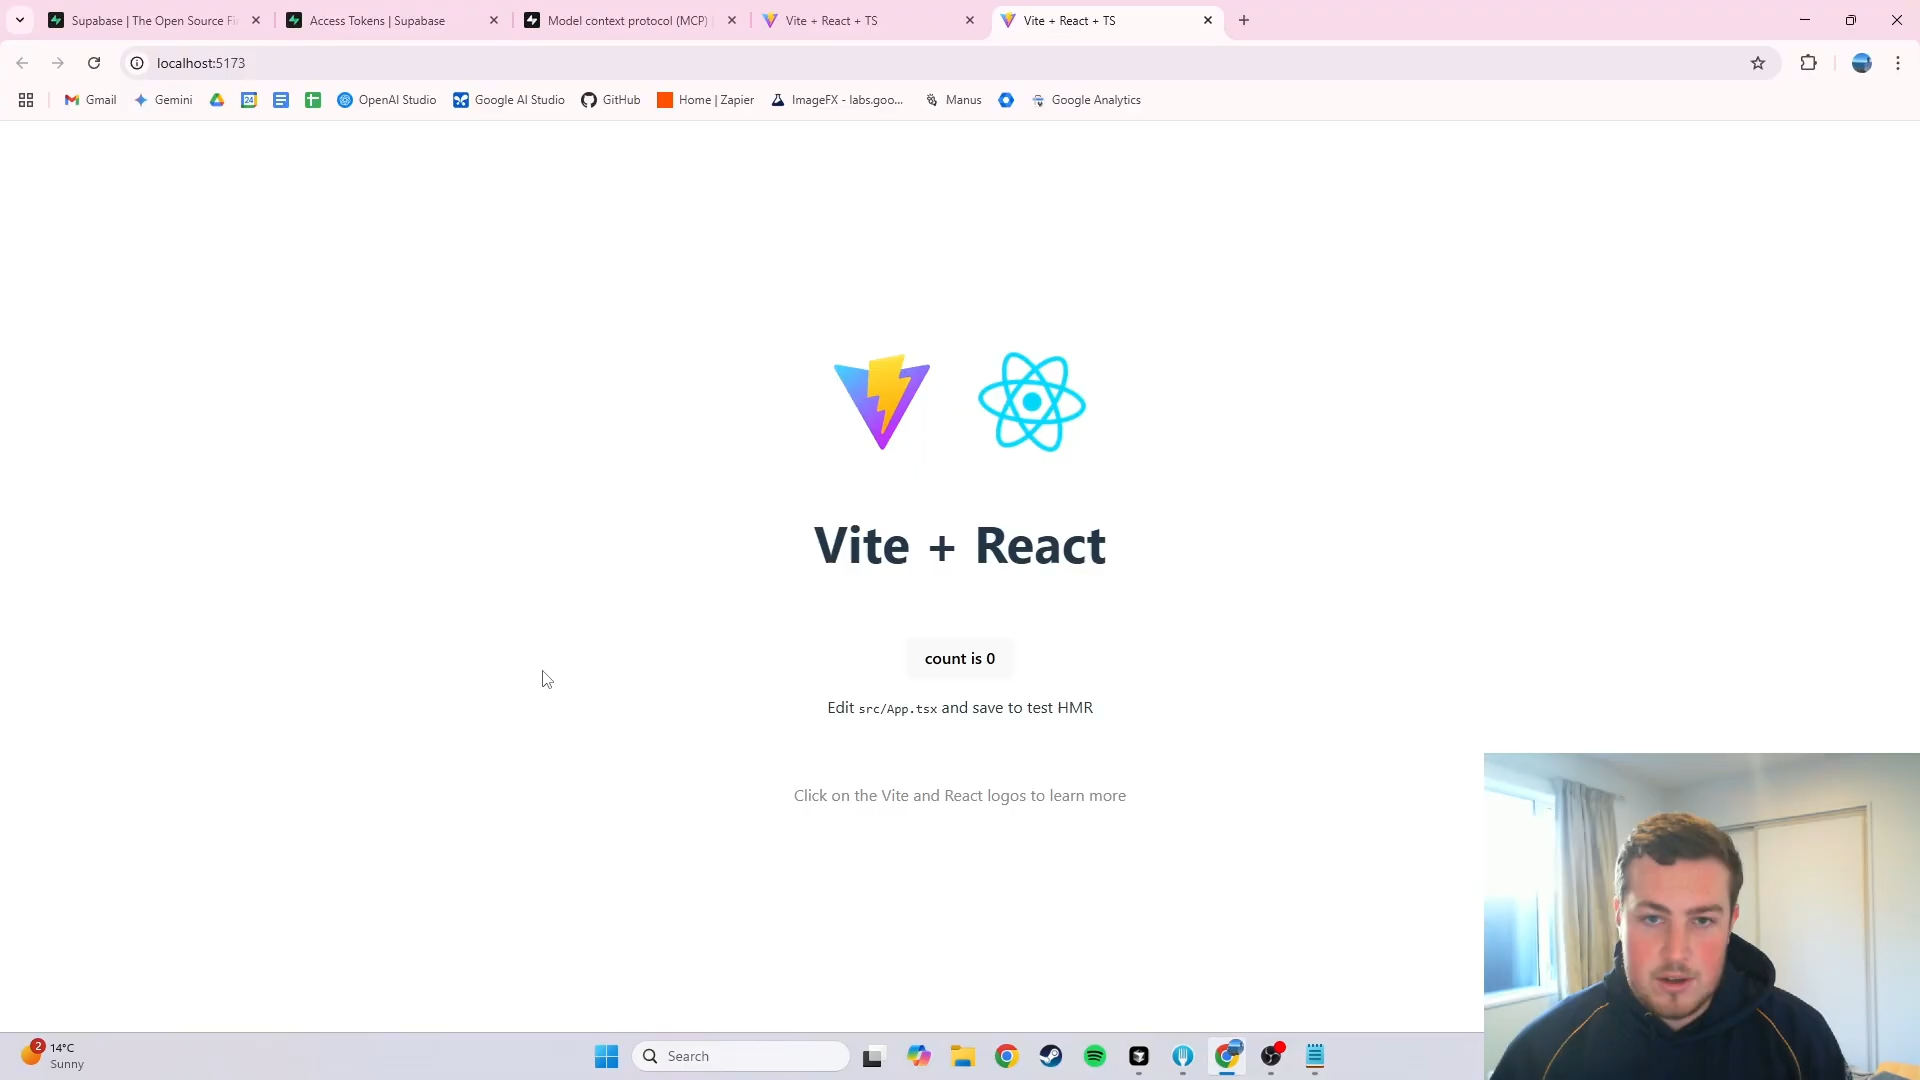 Supabase | The Open Source Fi
Access Tokens | Supabase
Model context protocol (MCP) |
Vite + React + TS
Vite + React + TS
localhost:5173
Gmail
Gemini
24
OpenAI Studio
Google AI Studio
GitHub
Home | Zapier
ImageFX - labs.goo...
Manus
Google Analytics
Vite + React
count is 0
Edit src/App.tsx and save to test HMR
Click on the Vite and React logos to learn more
2
14°C
Sunny
Search